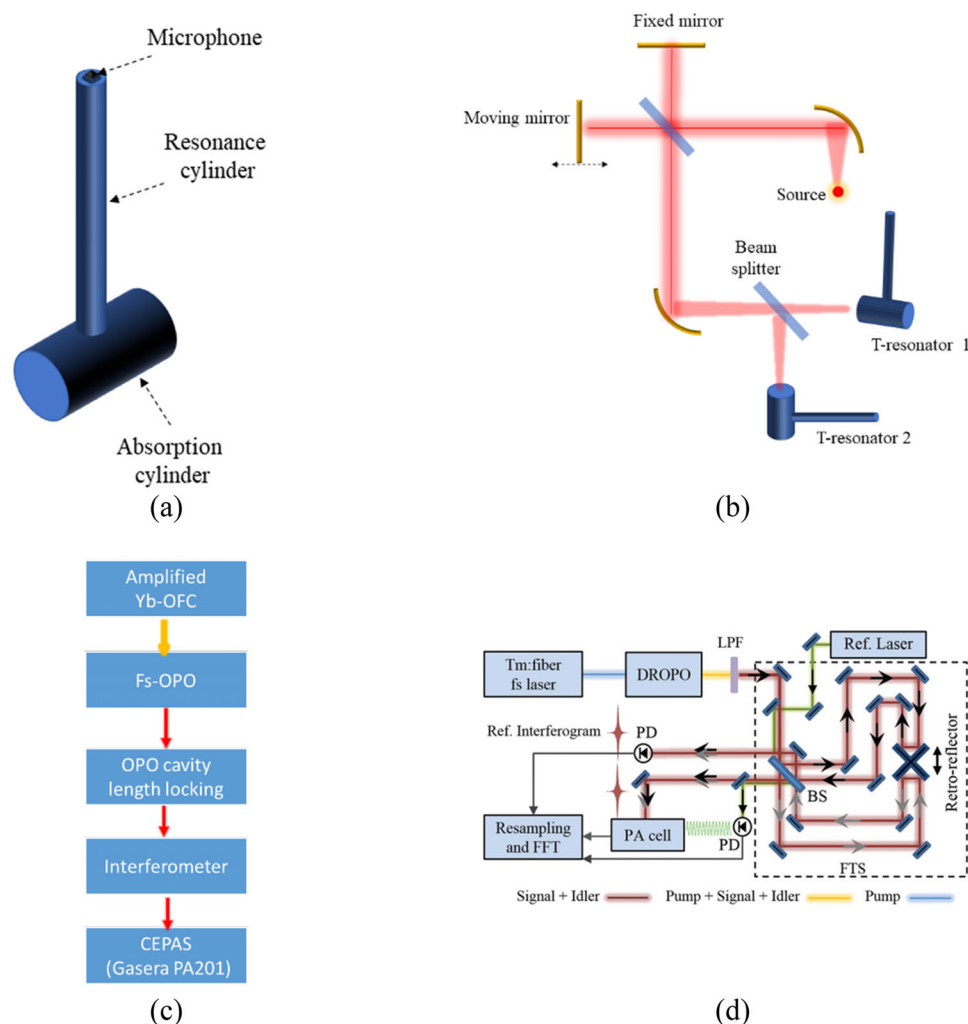 Microphone
Resonance
cylinder
Absorption
cylinder
(a)
Fixed mirror
Moving mirror
Source
Beam
splitter
T-resonator 1
T-resonator 2
(b)
Amplified
Yb-OFC
Fs-OPO
OPO cavity
length locking
Interferometer
CEPAS
(Gasera PA201)
(c)
Ref. Laser
LPF
Tm:fiber
fs laser
DROPO
Ref. Interferogram
PD
BS
Retro-reflector
Resampling
and FFT
PA cell
PD
FTS
Signal + Idler
Pump + Signal + Idler
Pump
(d)